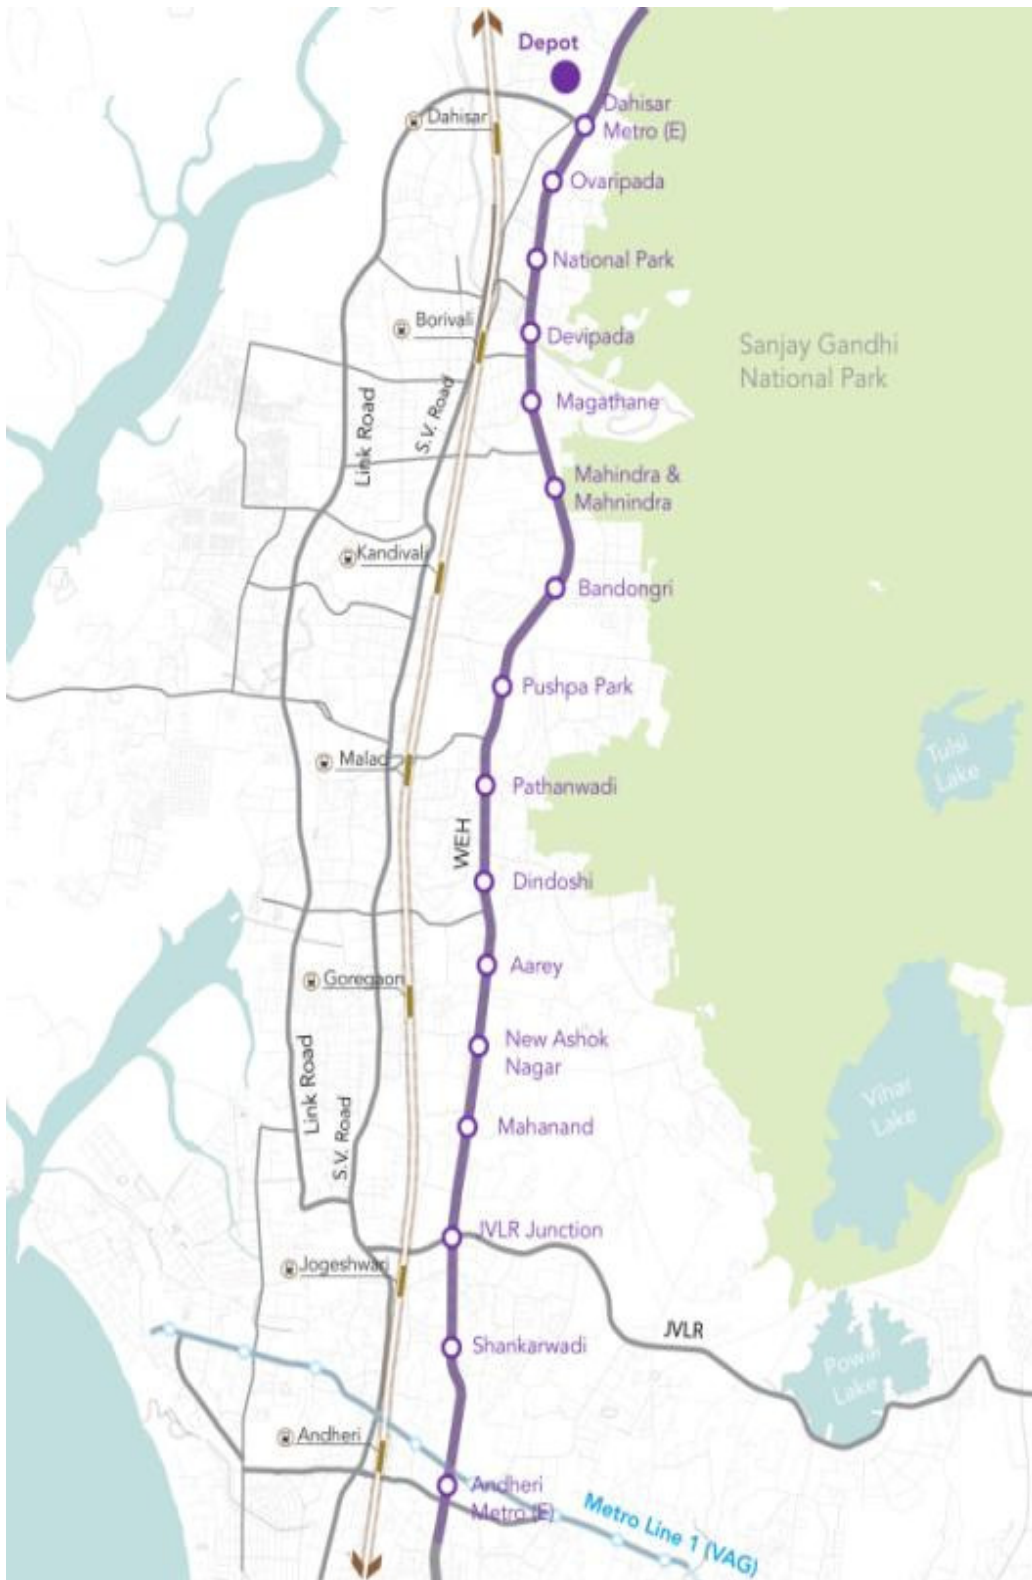 Depot
Dahisar
Metro (E)
Dahisar
Ovaripada
National Park
Borivali
Devipada
Sanjay Gandhi
National Park
Magathane
Link Road
S.V. Road
Mahindra &
Mahnindra
Kandivali
Bandongri
Pushpa Park
Malad
Tulsi
Lake
Pathanwadi
WEH
Dindoshi
Aarey
Goregaon
New Ashok
Nagar
Link Road
S.V. Road
Vihar
Lake
Mahanand
JVLR Junction
Jogeshwari
JVLR
Shankarwadi
Powai
Lake
Andheri
Andheri
Metro (E)
Metro Line 1 (VAG)